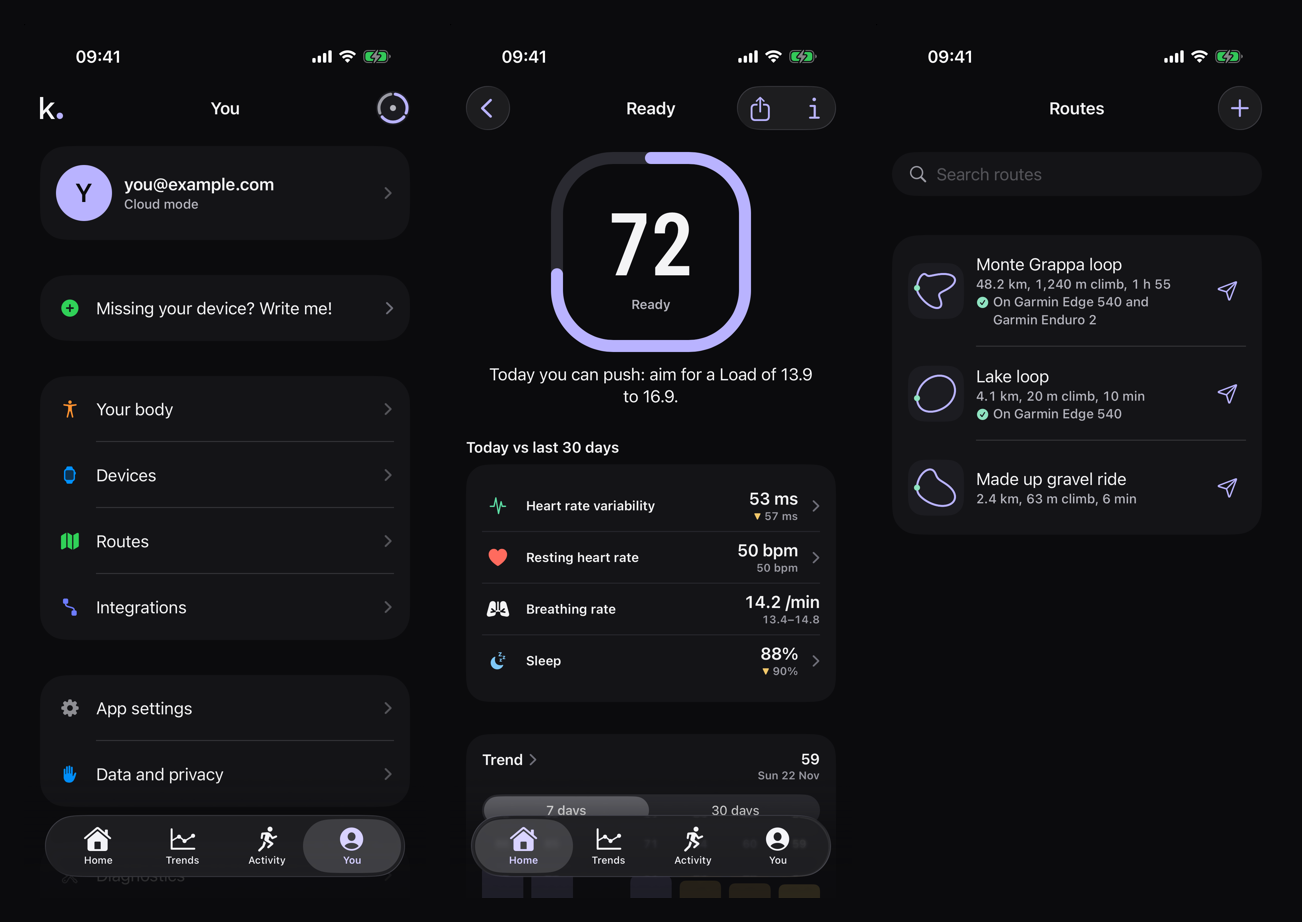 09:41
k.
You
Y
you@example.com
Cloud mode
Missing your device? Write me!
Your body
Devices
Routes
Integrations
App settings
Data and privacy
Home
Trends
Activity
You
Diagnostics
09:41
Ready
72
Ready
Today you can push: aim for a Load of 13.9
to 16.9.
Today vs last 30 days
Heart rate variability
53 ms
▼ 57 ms
Resting heart rate
50 bpm
50 bpm
Breathing rate
14.2 /min
13.4–14.8
Sleep
88%
▼ 90%
Trend
59
Sun 22 Nov
7 days
30 days
Home
Trends
Activity
You
09:41
Routes
Search routes
Monte Grappa loop
48.2 km, 1,240 m climb, 1 h 55
On Garmin Edge 540 and
Garmin Enduro 2
Lake loop
4.1 km, 20 m climb, 10 min
On Garmin Edge 540
Made up gravel ride
2.4 km, 63 m climb, 6 min